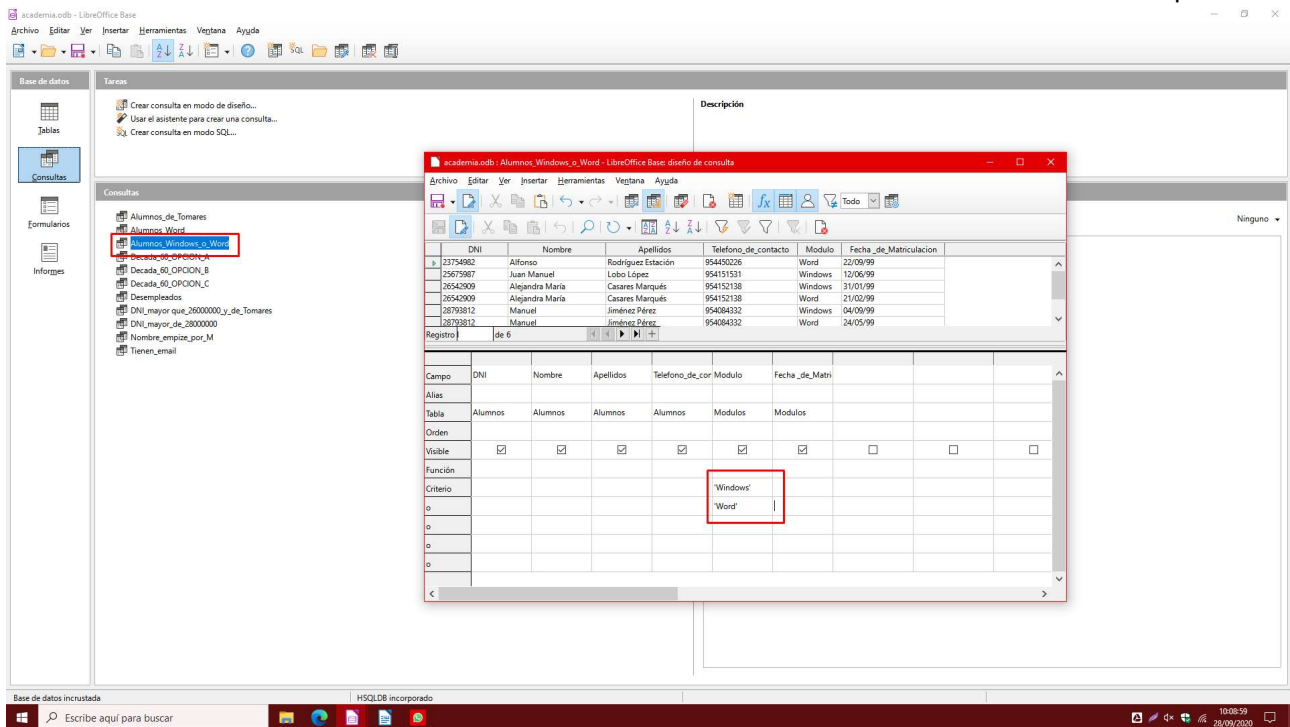 academia.odb - LibreOffice Base
Archivo Editar Ver Insertar Herramientas Ventana Ayuda
SQL
Base de datos
Tareas
Tablas
Consultas
Formularios
Informes
Crear consulta en modo de diseño...
Usar el asistente para crear una consulta...
Crear consulta en modo SQL...
Descripción
Consultas
Alumnos_de_Tomares
Alumnos_Word
Alumnos_Windows_o_Word
Decada_60_OPCION_A
Decada_60_OPCION_B
Decada_60_OPCION_C
Desempleados
DNI_mayor que_26000000_y_de_Tomares
DNI_mayor_de_28000000
Nombre_empize_por_M
Tienen_email
Ninguno
academia.odb : Alumnos_Windows_o_Word - LibreOffice Base: diseño de consulta
Archivo Editar Ver Insertar Herramientas Ventana Ayuda
Todo
DNI Nombre Apellidos Telefono_de_contacto Modulo Fecha _de_Matriculacion
23754982 Alfonso Rodríguez Estación 954450226 Word 22/09/99
25675987 Juan Manuel Lobo López 954151531 Windows 12/06/99
26542909 Alejandra María Casares Marqués 954152138 Windows 31/01/99
26542909 Alejandra María Casares Marqués 954152138 Word 21/02/99
28793812 Manuel Jiménez Pérez 954084332 Windows 04/09/99
28793812 Manuel Jiménez Pérez 954084332 Word 24/05/99
Registro de 6
Campo DNI Nombre Apellidos Telefono_de_cor Modulo Fecha _de_Matri
Alias
Tabla Alumnos Alumnos Alumnos Alumnos Modulos Modulos
Orden
Visible
Función
Criterio 'Windows'
o 'Word'
o
o
o
Base de datos incrustada
HSQLDB incorporado
Escribe aquí para buscar
10:08:59
28/09/2020